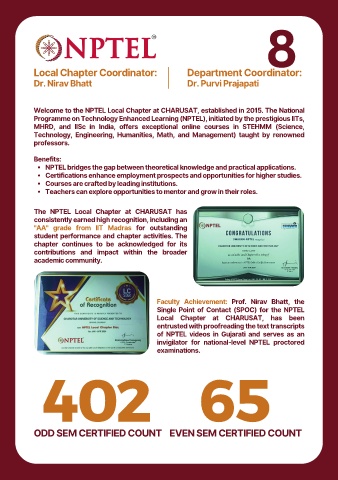 NPTEL®
8
Local Chapter Coordinator:
Dr. Nirav Bhatt
Department Coordinator:
Dr. Purvi Prajapati
Welcome to the NPTEL Local Chapter at CHARUSAT, established in 2015. The National
Programme on Technology Enhanced Learning (NPTEL), initiated by the prestigious IITs,
MHRD, and IISc in India, offers exceptional online courses in STEHMM (Science,
Technology, Engineering, Humanities, Math, and Management) taught by renowned
professors.
Benefits:
• NPTEL bridges the gap between theoretical knowledge and practical applications.
• Certifications enhance employment prospects and opportunities for higher studies.
• Courses are crafted by leading institutions.
• Teachers can explore opportunities to mentor and grow in their roles.
The NPTEL Local Chapter at CHARUSAT has
consistently earned high recognition, including an
"AA" grade from IIT Madras for outstanding
student performance and chapter activities. The
chapter continues to be acknowledged for its
contributions and impact within the broader
academic community.
NPTEL
CONGRATULATIONS
Certificate
of Recognition
NPTEL
Faculty Achievement: Prof. Nirav Bhatt, the
Single Point of Contact (SPOC) for the NPTEL
Local Chapter at CHARUSAT, has been
entrusted with proofreading the text transcripts
of NPTEL videos in Gujarati and serves as an
invigilator for national-level NPTEL proctored
examinations.
402
65
ODD SEM CERTIFIED COUNT
EVEN SEM CERTIFIED COUNT